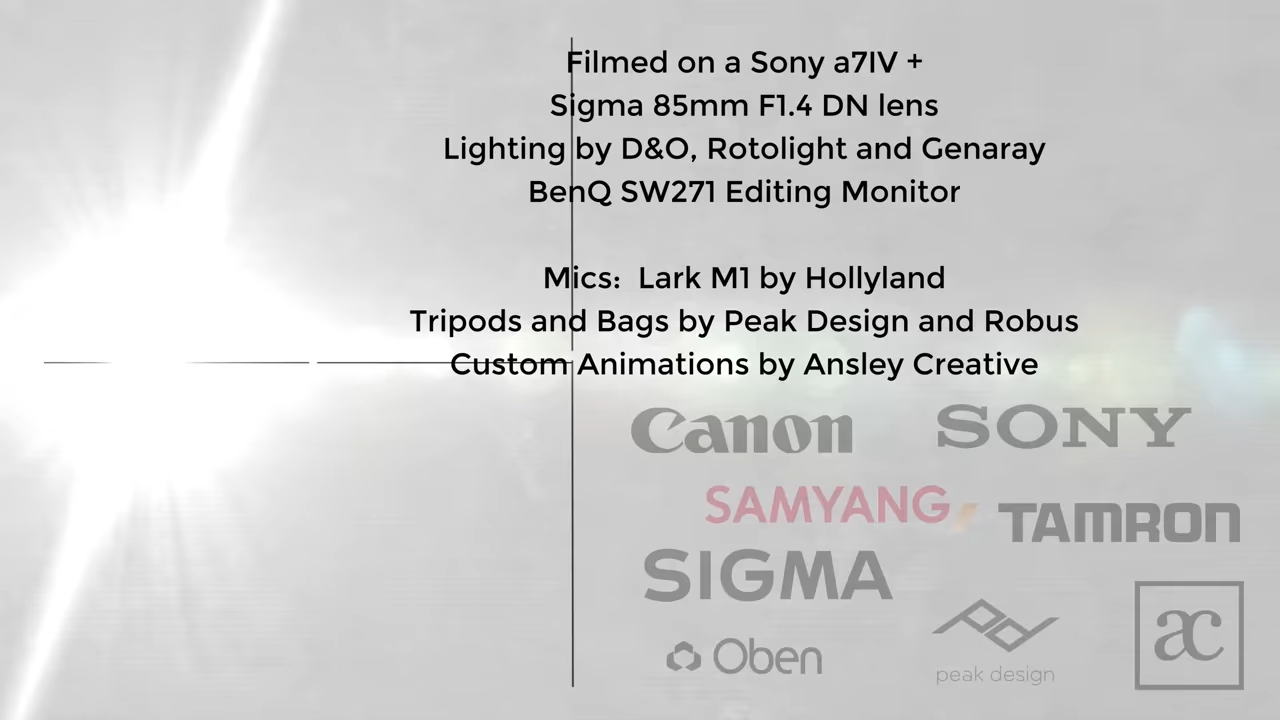 Filmed on a Sony a7IV +
Sigma 85mm F1.4 DN lens
Lighting by D&O, Rotolight and Genaray
BenQ SW271 Editing Monitor
Mics:  Lark M1 by Hollyland
Tripods and Bags by Peak Design and Robus
Custom Animations by Ansley Creative
Canon SONY
SAMYANG TAMRON
SIGMA
Oben peak design ac